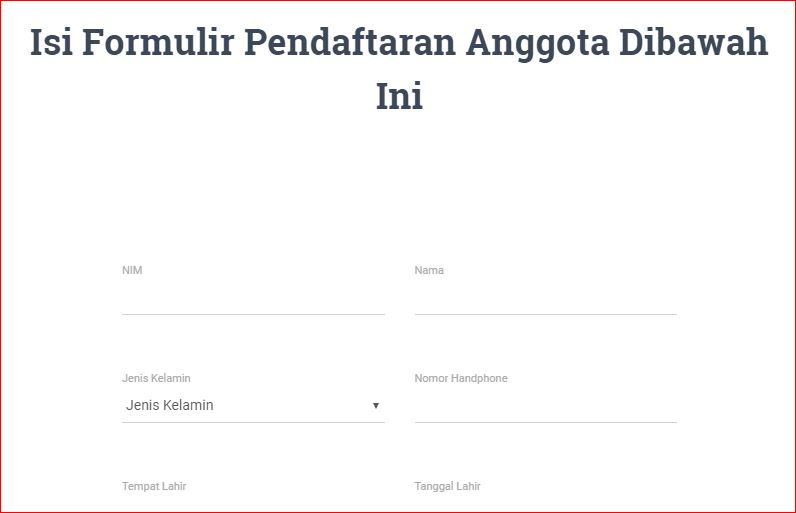 Isi Formulir Pendaftaran Anggota Dibawah
Ini
NIM
Nama
Jenis Kelamin
Nomor Handphone
Jenis Kelamin
Tempat Lahir
Tanggal Lahir